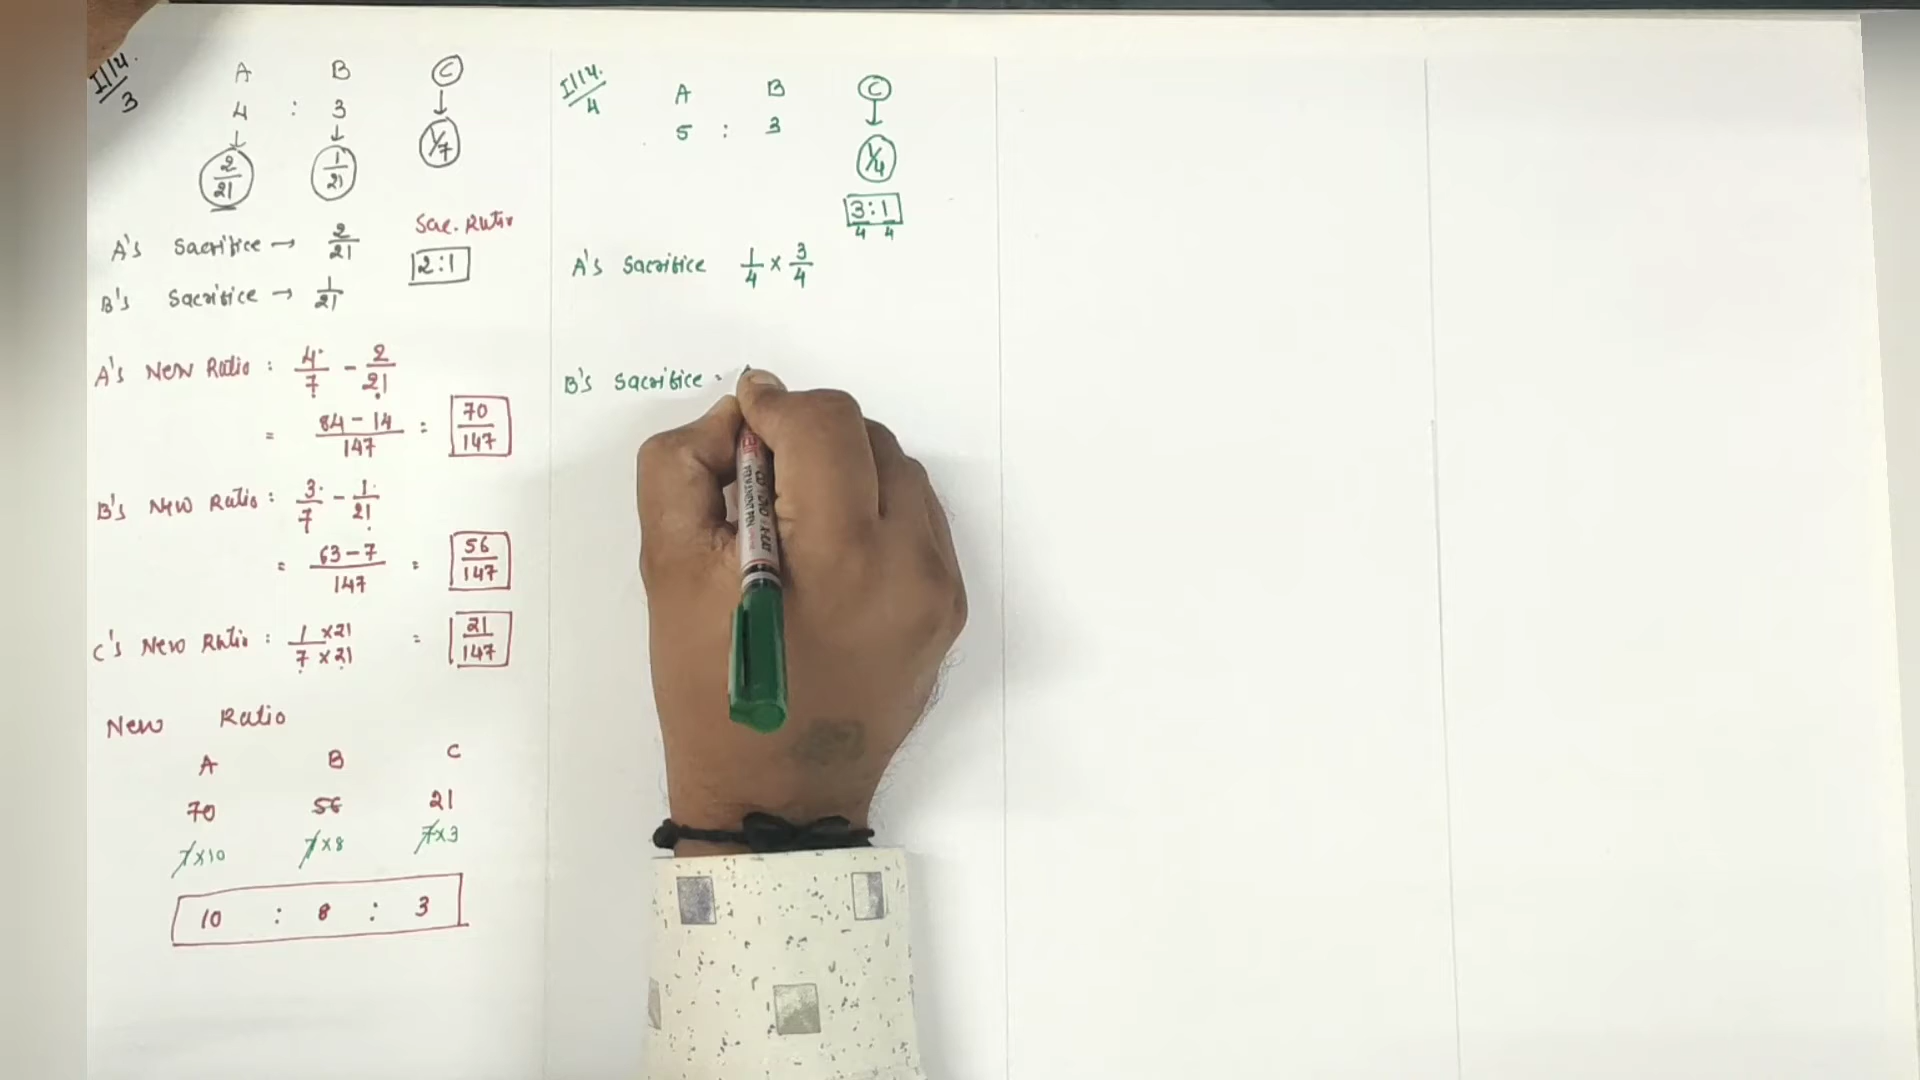 Ill4.
3
A B C
4 : 3
2/21 1/21 1/7
A's Sacrifice → 2/21
Sac. Ratio
2:1
B's Sacrifice → 1/21
A's New Ratio : 4/7 - 2/21
= 84-14/147 = 70/147
B's New Ratio : 3/7 - 1/21
= 63-7/147 = 56/147
C's New Ratio : 1/7 ×21/×21 = 21/147
New Ratio
A B C
70 56 21
7×10 7×8 7×3
10 : 8 : 3
Ill4.
4
A B C
5 : 3
1/4
3:1
4 4
A's Sacrifice 1/4 × 3/4
B's Sacrifice =